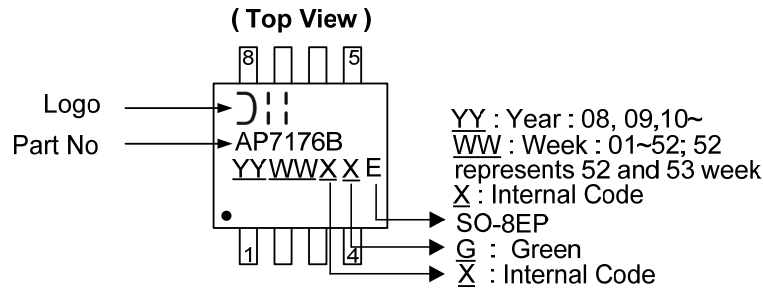 ( Top View )
8 5
Logo
Part No
AP7176B
YYWWXXE
1 4
YY : Year : 08, 09,10~
WW : Week : 01~52; 52
represents 52 and 53 week
X : Internal Code
SO-8EP
G : Green
X : Internal Code